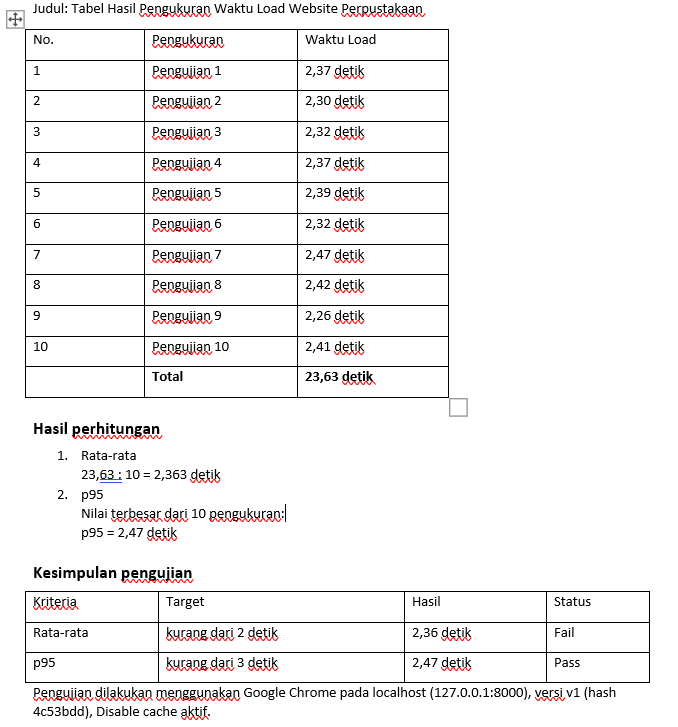 Judul: Tabel Hasil Pengukuran Waktu Load Website Perpustakaan
No. Pengukuran Waktu Load
1 Pengujian 1 2,37 detik
2 Pengujian 2 2,30 detik
3 Pengujian 3 2,32 detik
4 Pengujian 4 2,37 detik
5 Pengujian 5 2,39 detik
6 Pengujian 6 2,32 detik
7 Pengujian 7 2,47 detik
8 Pengujian 8 2,42 detik
9 Pengujian 9 2,26 detik
10 Pengujian 10 2,41 detik
Total 23,63 detik
Hasil perhitungan
1. Rata-rata
23,63 : 10 = 2,363 detik
2. p95
Nilai terbesar dari 10 pengukuran:
p95 = 2,47 detik
Kesimpulan pengujian
Kriteria Target Hasil Status
Rata-rata kurang dari 2 detik 2,36 detik Fail
p95 kurang dari 3 detik 2,47 detik Pass
Pengujian dilakukan menggunakan Google Chrome pada localhost (127.0.0.1:8000), versi v1 (hash
4c53bdd), Disable cache aktif.